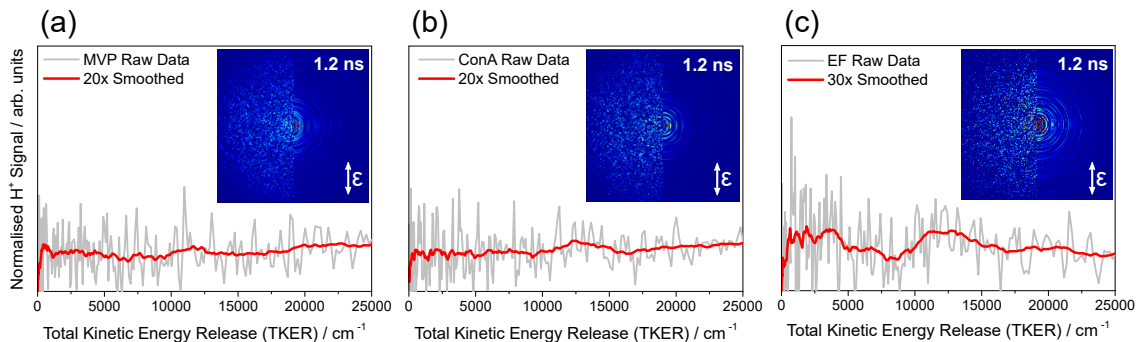 (a)
Normalised H⁺ Signal / arb. units
MVP Raw Data
20x Smoothed
1.2 ns
ε
0 5000 10000 15000 20000 25000
Total Kinetic Energy Release (TKER) / cm⁻¹
(b)
ConA Raw Data
20x Smoothed
1.2 ns
ε
0 5000 10000 15000 20000 25000
Total Kinetic Energy Release (TKER) / cm⁻¹
(c)
EF Raw Data
30x Smoothed
1.2 ns
ε
0 5000 10000 15000 20000 25000
Total Kinetic Energy Release (TKER) / cm⁻¹